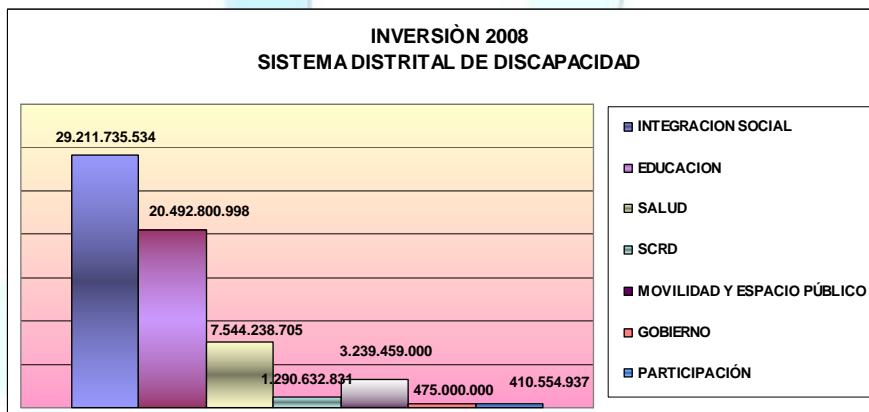 INVERSIÒN 2008
SISTEMA DISTRITAL DE DISCAPACIDAD
29.211.735.534
20.492.800.998
7.544.238.705
1.290.632.831
3.239.459.000
475.000.000
410.554.937
INTEGRACION SOCIAL
EDUCACION
SALUD
SCRD
MOVILIDAD Y ESPACIO PÚBLICO
GOBIERNO
PARTICIPACIÓN